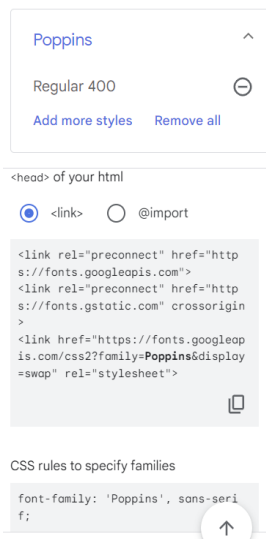 Poppins
Regular 400
Add more styles Remove all
<head> of your html
<link> @import
<link rel="preconnect" href="http
s://fonts.googleapis.com">
<link rel="preconnect" href="http
s://fonts.gstatic.com" crossorigin
>
<link href="https://fonts.googleap
is.com/css2?family=Poppins&display
=swap" rel="stylesheet">
CSS rules to specify families
font-family: 'Poppins', sans-seri
f;